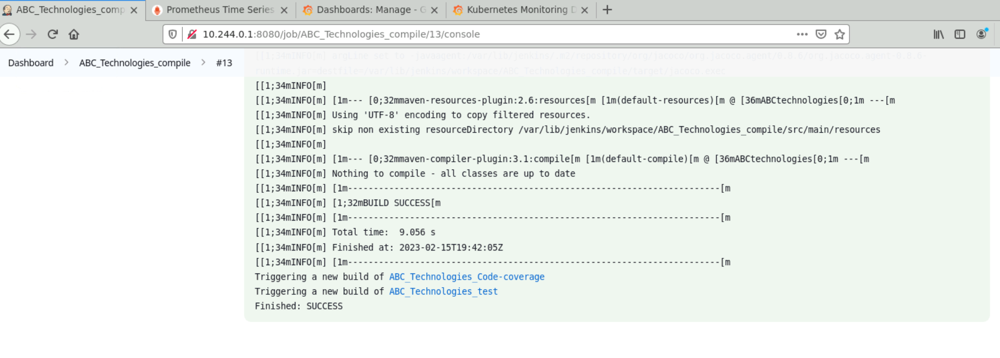 ABC_Technologies_comp
Prometheus Time Series
Dashboards: Manage - G
Kubernetes Monitoring D
10.244.0.1:8080/job/ABC_Technologies_compile/13/console
Dashboard > ABC_Technologies_compile > #13
[[1;34mINFO[m] argLine set to -javaagent:/var/lib/jenkins/.m2/repository/org/jacoco/org.jacoco.agent/0.8.6/org.jacoco.agent-0.8.6-
runtime.jar=destfile=/var/lib/jenkins/workspace/ABC_Technologies_compile/target/jacoco.exec
[[1;34mINFO[m]
[[1;34mINFO[m] [1m--- [0;32mmaven-resources-plugin:2.6:resources[m [1m(default-resources)[m @ [36mABCtechnologies[0;1m ---[m
[[1;34mINFO[m] Using 'UTF-8' encoding to copy filtered resources.
[[1;34mINFO[m] skip non existing resourceDirectory /var/lib/jenkins/workspace/ABC_Technologies_compile/src/main/resources
[[1;34mINFO[m]
[[1;34mINFO[m] [1m--- [0;32mmaven-compiler-plugin:3.1:compile[m [1m(default-compile)[m @ [36mABCtechnologies[0;1m ---[m
[[1;34mINFO[m] Nothing to compile - all classes are up to date
[[1;34mINFO[m] [1m------------------------------------------------------------------------[m
[[1;34mINFO[m] [1;32mBUILD SUCCESS[m
[[1;34mINFO[m] [1m------------------------------------------------------------------------[m
[[1;34mINFO[m] Total time:  9.056 s
[[1;34mINFO[m] Finished at: 2023-02-15T19:42:05Z
[[1;34mINFO[m] [1m------------------------------------------------------------------------[m
Triggering a new build of ABC_Technologies_Code-coverage
Triggering a new build of ABC_Technologies_test
Finished: SUCCESS